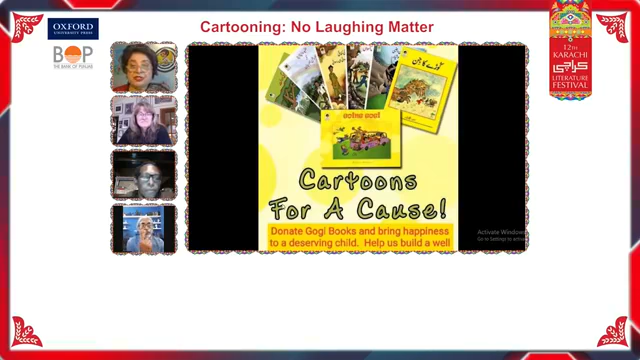 Cartooning: No Laughing Matter
OXFORD
UNIVERSITY PRESS
BOP
THE BANK OF PUNJAB
12TH
KARACHI
کراچی
LITERATURE
FESTIVAL
Cartoons
For A Cause!
Donate Gogi Books and bring happiness
to a deserving child. Help us build a well
Activate Windows
Go to Settings to